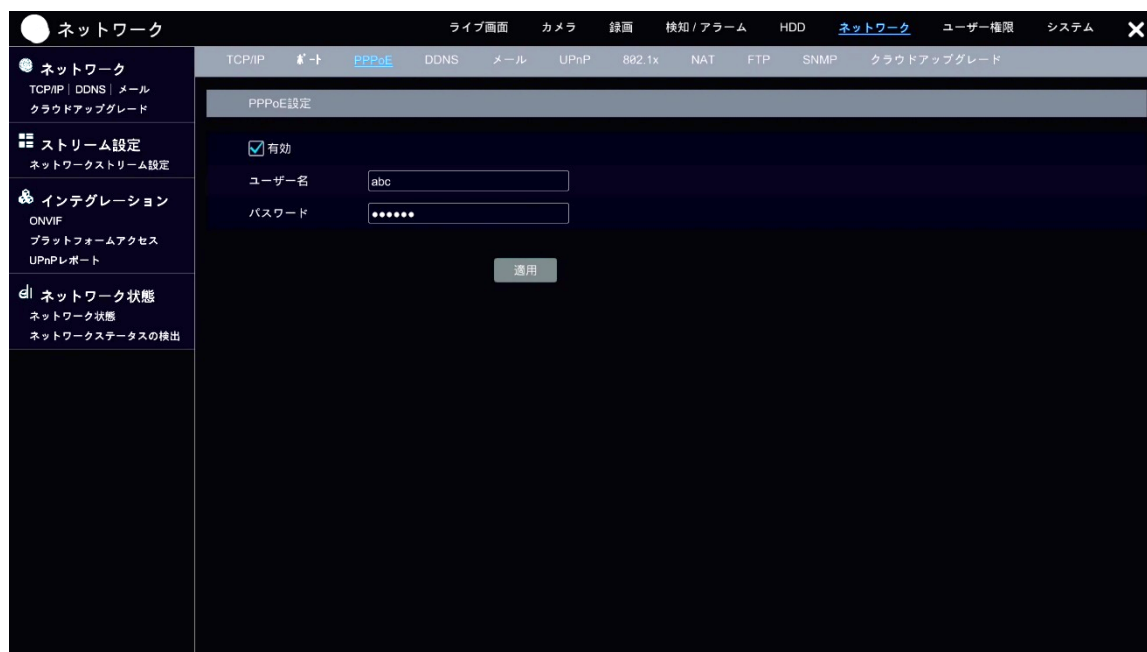 ネットワーク
ライブ画面 カメラ 録画 検知 / アラーム HDD ネットワーク ユーザー権限 システム
TCP/IP ポート PPPoE DDNS メール UPnP 802.1x NAT FTP SNMP クラウドアップグレード
ネットワーク
TCP/IP | DDNS | メール
クラウドアップグレード
ストリーム設定
ネットワークストリーム設定
インテグレーション
ONVIF
プラットフォームアクセス
UPnPレポート
ネットワーク状態
ネットワーク状態
ネットワークステータスの検出
PPPoE設定
有効
ユーザー名 abc
パスワード ●●●●●●
適用